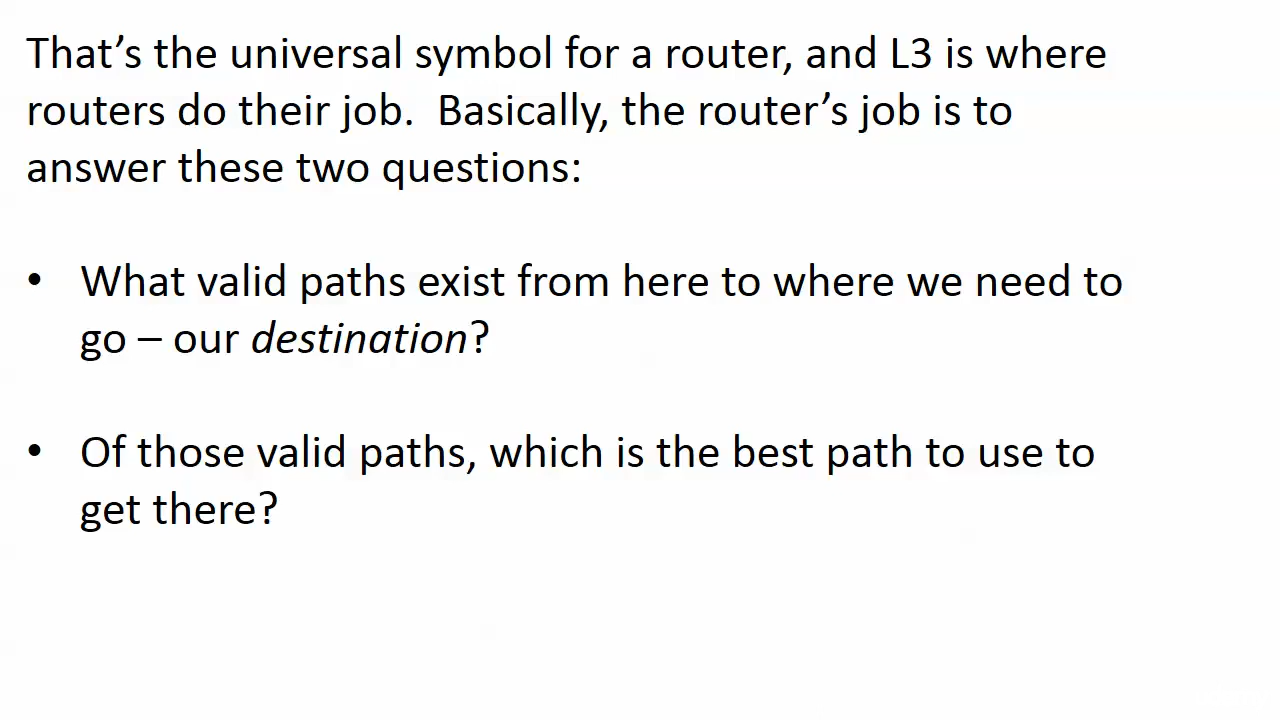 That’s the universal symbol for a router, and L3 is where
routers do their job.  Basically, the router’s job is to
answer these two questions:
• What valid paths exist from here to where we need to
go – our destination?
• Of those valid paths, which is the best path to use to
get there?